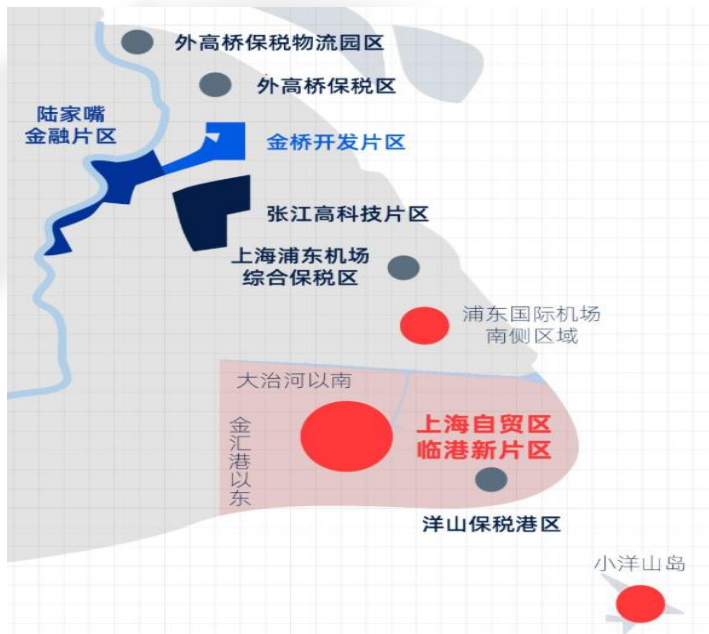 外高桥保税物流园区
外高桥保税区
陆家嘴
金融片区
金桥开发片区
张江高科技片区
上海浦东机场
综合保税区
浦东国际机场
南侧区域
大治河以南
金汇港以东
上海自贸区
临港新片区
洋山保税港区
小洋山岛